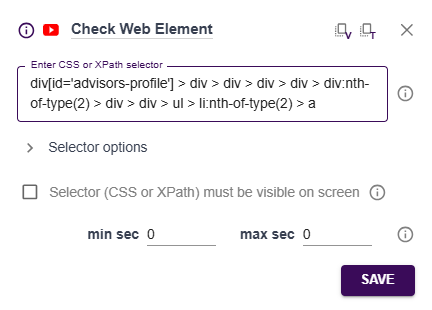 Check Web Element
V T
Enter CSS or XPath selector
div[id='advisors-profile'] > div > div > div > div > div:nth-
of-type(2) > div > div > ul > li:nth-of-type(2) > a
Selector options
Selector (CSS or XPath) must be visible on screen
min sec 0 max sec 0
SAVE